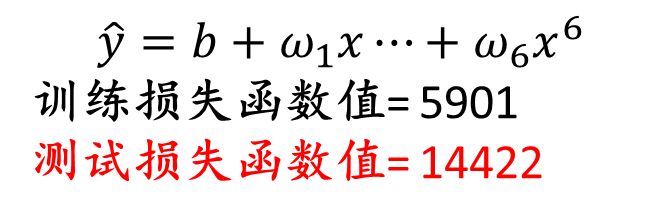 ŷ = b + ω₁x ⋯ + ω₆x⁶
训练损失函数值= 5901
测试损失函数值= 14422